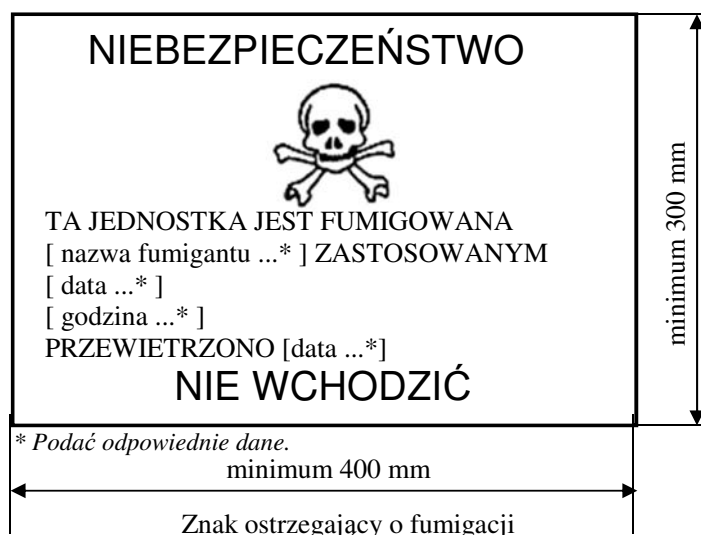 NIEBEZPIECZEŃSTWO
TA JEDNOSTKA JEST FUMIGOWANA
[ nazwa fumigantu ...* ] ZASTOSOWANYM
[ data ...* ]
[ godzina ...* ]
PRZEWIETRZONO [data ...*]
NIE WCHODZIĆ
minimum 300 mm
* Podać odpowiednie dane.
minimum 400 mm
Znak ostrzegający o fumigacji